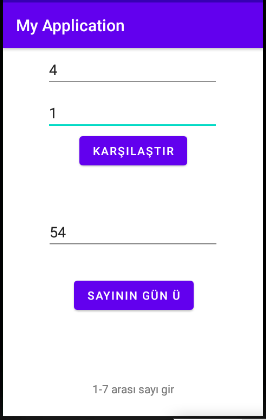 My Application
4
1
KARŞILAŞTIR
54
SAYININ GÜN Ü
1-7 arası sayı gir